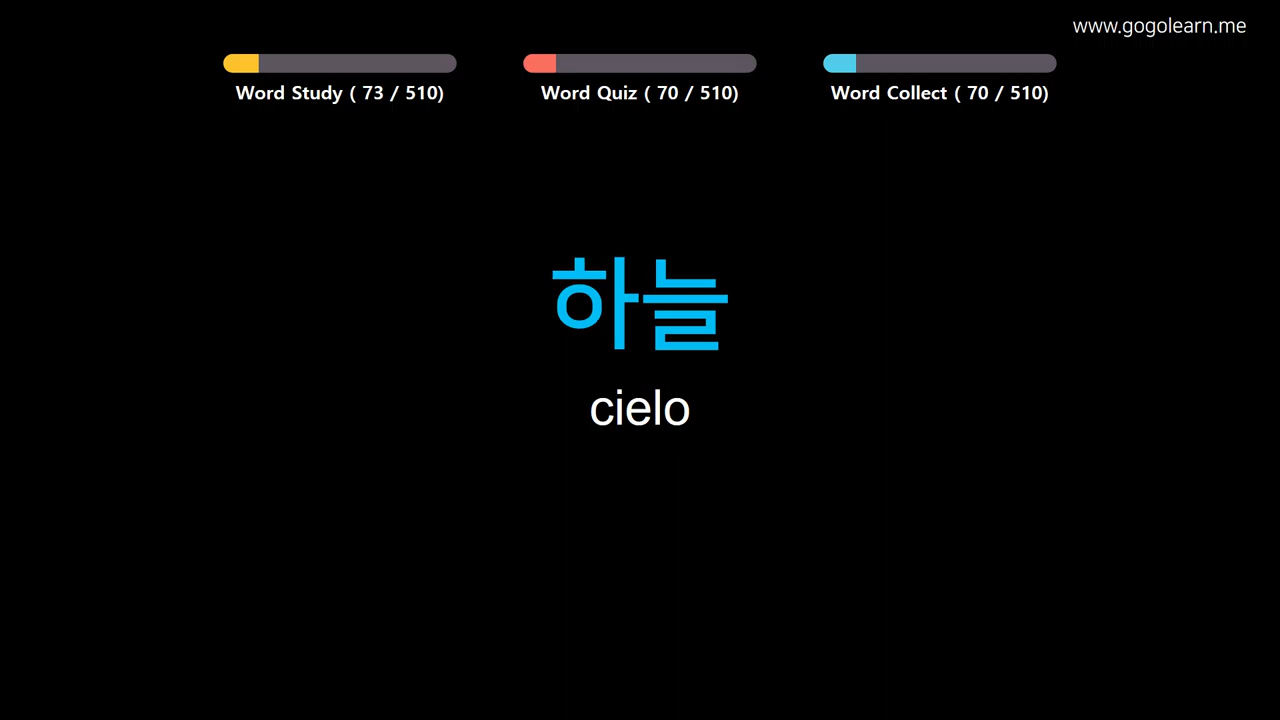 www.gogolearn.me
Word Study ( 73 / 510)
Word Quiz ( 70 / 510)
Word Collect ( 70 / 510)
하늘
cielo